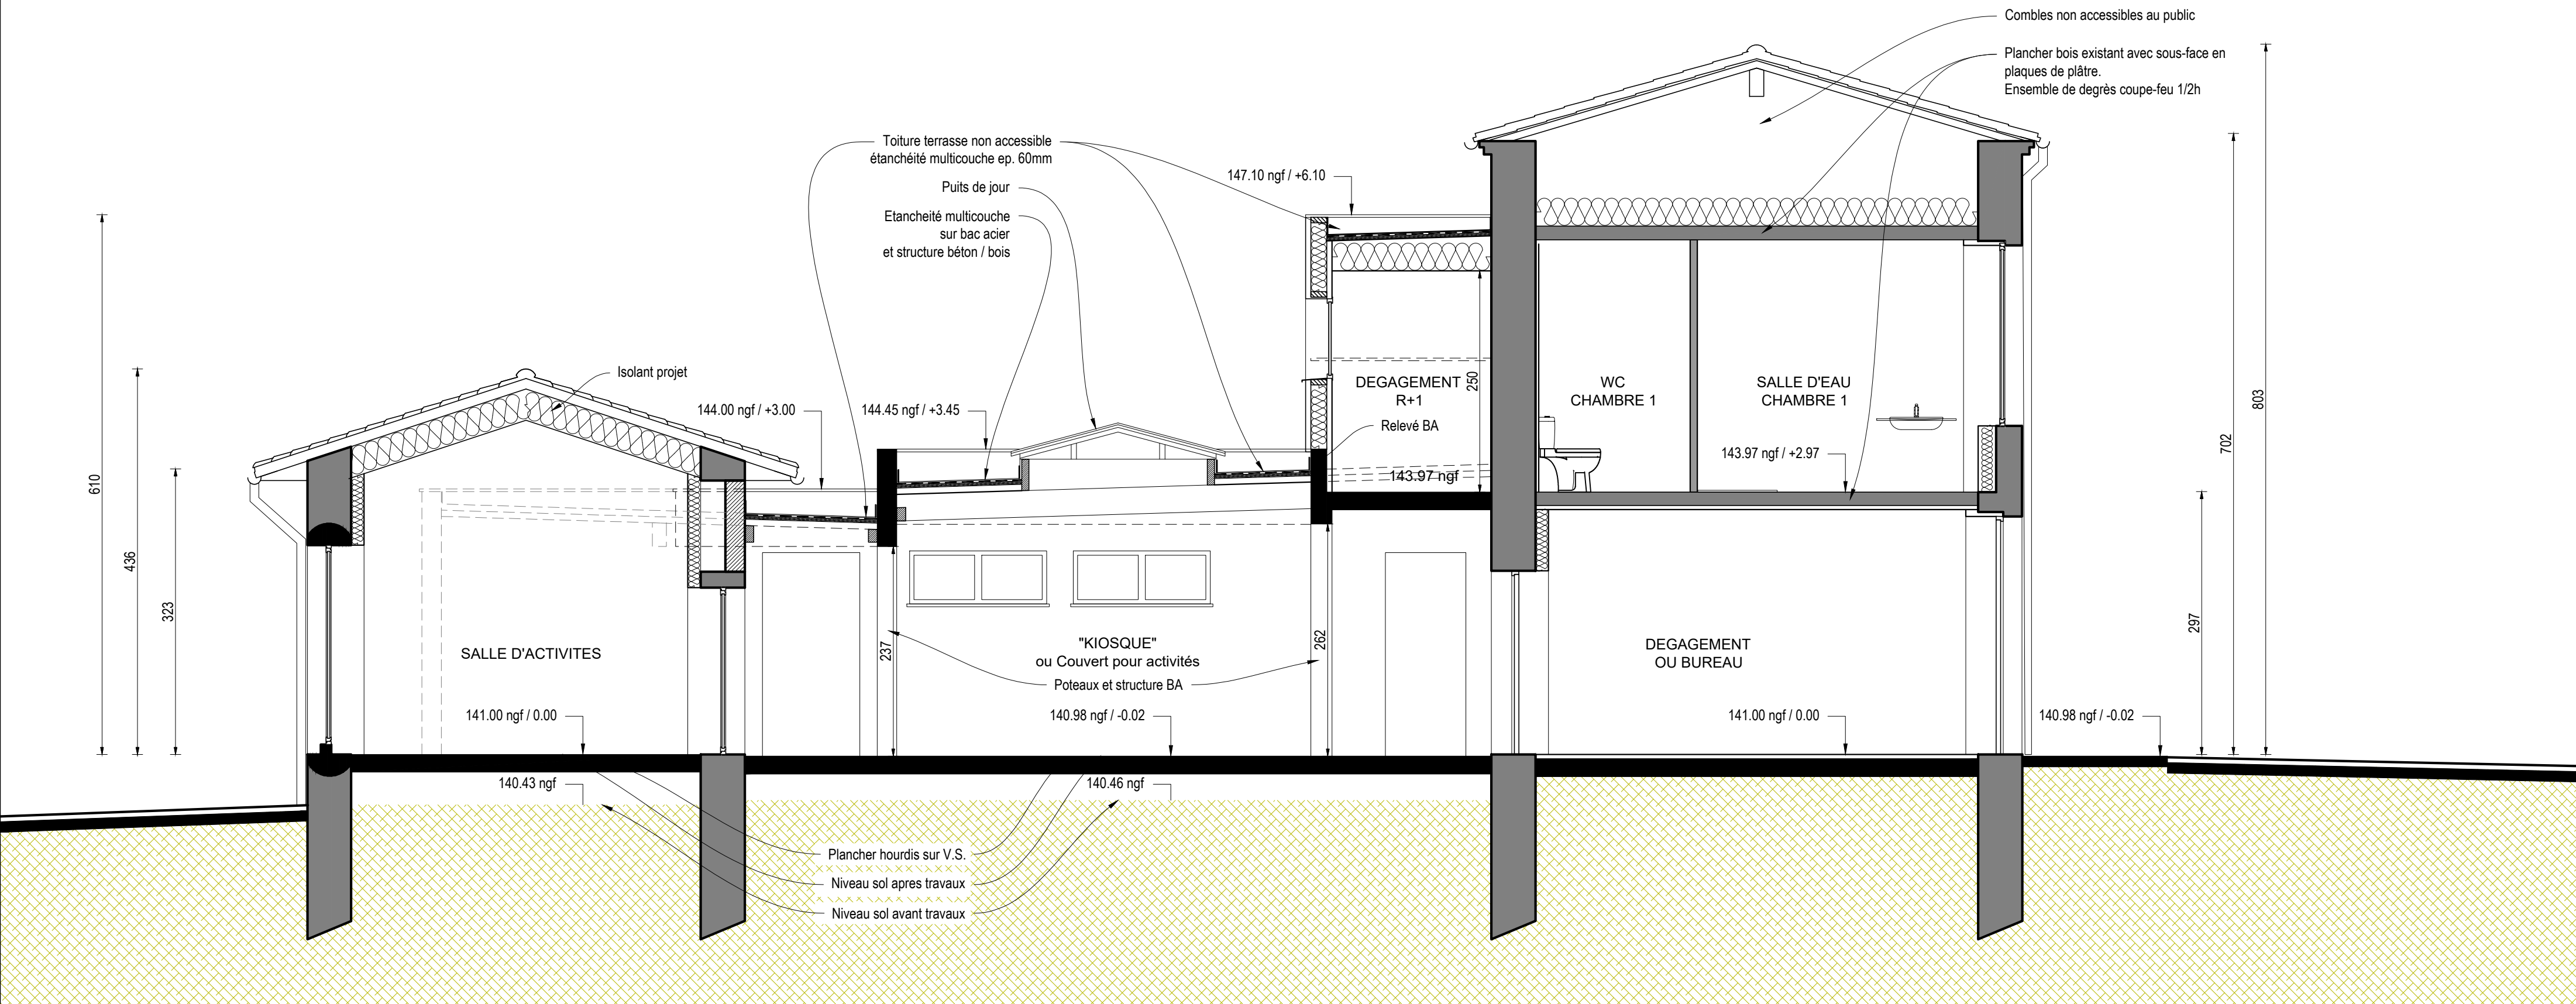 Combles non accessibles au public
Plancher bois existant avec sous-face en
plaques de plâtre.
Ensemble de degrès coupe-feu 1/2h
Toiture terrasse non accessible
étanchéité multicouche ep. 60mm
Puits de jour
Etancheité multicouche
sur bac acier
et structure béton / bois
147.10 ngf / +6.10
Isolant projet
144.00 ngf / +3.00
144.45 ngf / +3.45
DEGAGEMENT
R+1
250
Relevé BA
143.97 ngf
WC
CHAMBRE 1
SALLE D'EAU
CHAMBRE 1
143.97 ngf / +2.97
610
436
323
803
702
297
237
262
SALLE D'ACTIVITES
"KIOSQUE"
ou Couvert pour activités
Poteaux et structure BA
DEGAGEMENT
OU BUREAU
141.00 ngf / 0.00
140.98 ngf / -0.02
141.00 ngf / 0.00
140.98 ngf / -0.02
140.43 ngf
140.46 ngf
Plancher hourdis sur V.S.
Niveau sol apres travaux
Niveau sol avant travaux